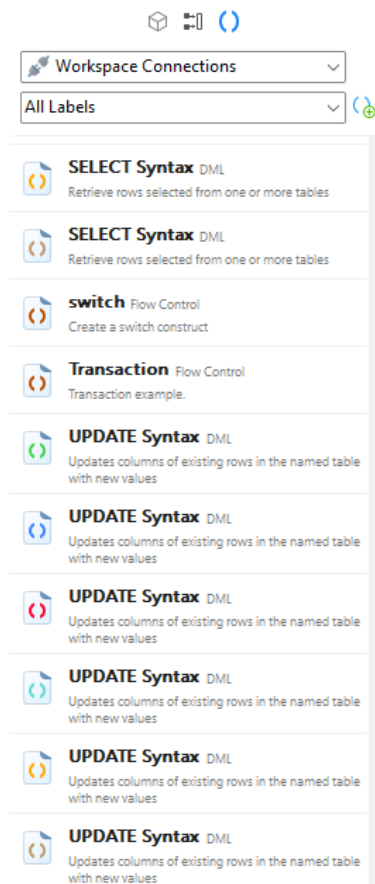 Workspace Connections
All Labels
SELECT Syntax DML
Retrieve rows selected from one or more tables
SELECT Syntax DML
Retrieve rows selected from one or more tables
switch Flow Control
Create a switch construct
Transaction Flow Control
Transaction example.
UPDATE Syntax DML
Updates columns of existing rows in the named table
with new values
UPDATE Syntax DML
Updates columns of existing rows in the named table
with new values
UPDATE Syntax DML
Updates columns of existing rows in the named table
with new values
UPDATE Syntax DML
Updates columns of existing rows in the named table
with new values
UPDATE Syntax DML
Updates columns of existing rows in the named table
with new values
UPDATE Syntax DML
Updates columns of existing rows in the named table
with new values